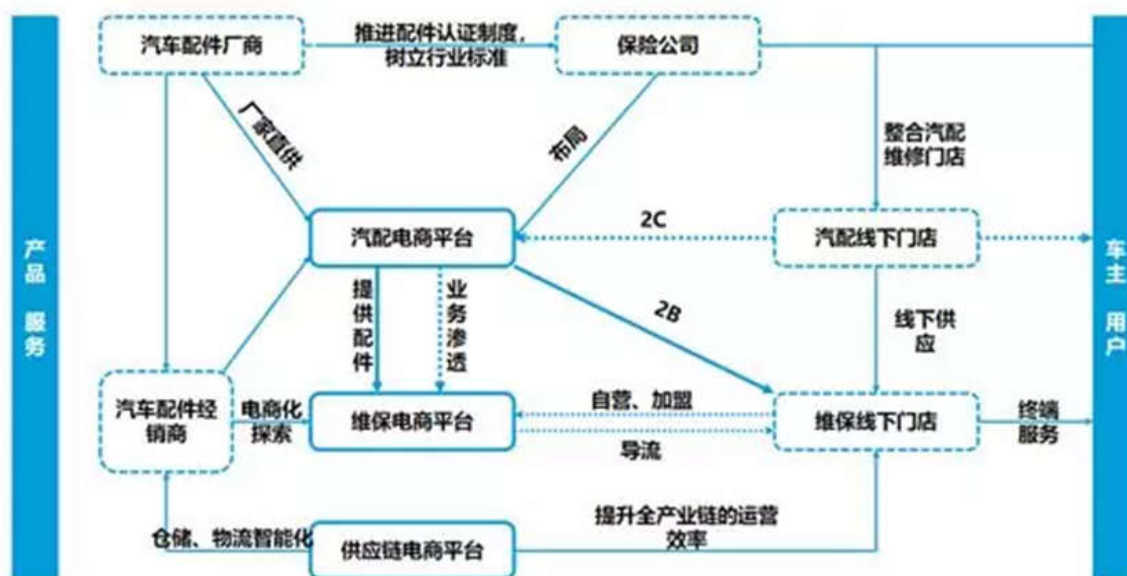 汽车配件厂商
推进配件认证制度，
树立行业标准
保险公司
厂家直供
布局
整合汽配
维修门店
产品 服务
汽配电商平台
2C
汽配线下门店
车主 用户
提供配件
业务渗透
2B
线下供
应
汽车配件经
销商
电商化
探索
维保电商平台
自营、加盟
导流
维保线下门店
终端
服务
仓储、物流智能化
供应链电商平台
提升全产业链的运营
效率